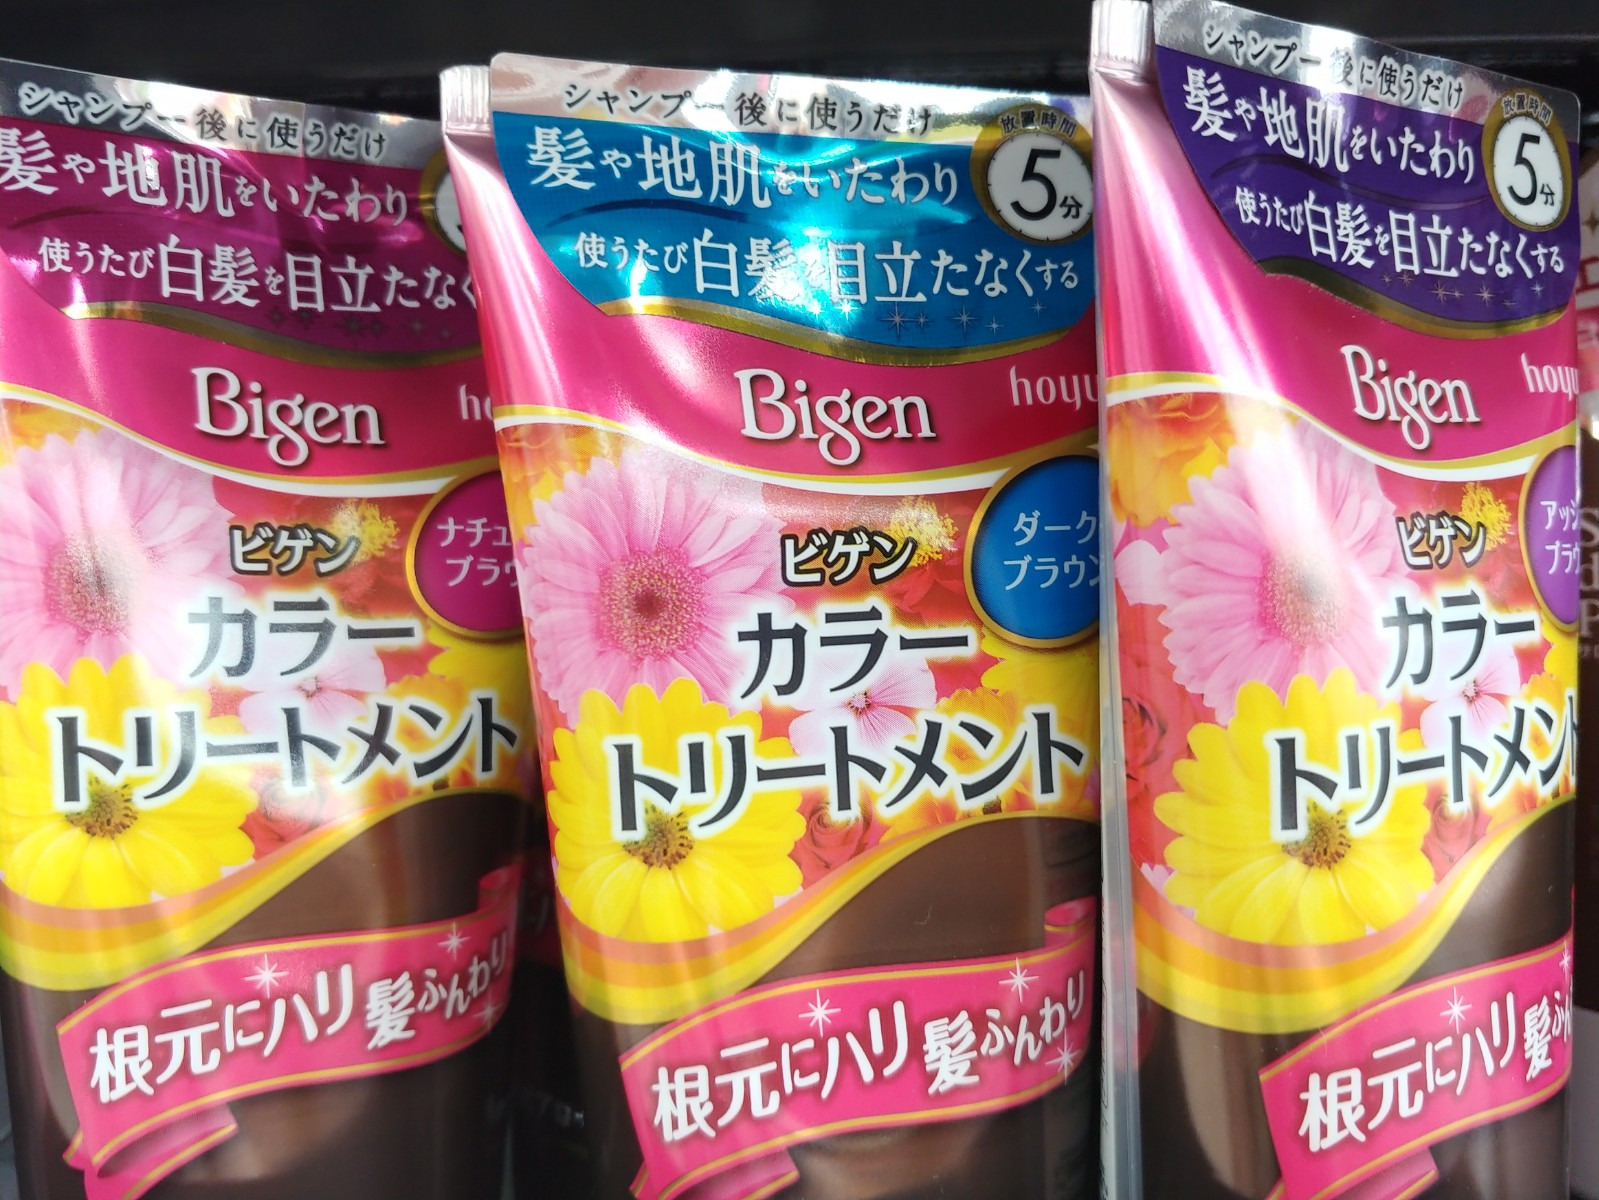 シャンプー後に使うだけ
髪や地肌をいたわり
使うたび白髪を目立たなく
Bigen
ビゲン
カラー
トリートメント
根元にハリ 髪ふんわり
シャンプー後に使うだけ
放置時間
5分
髪や地肌をいたわり
使うたび白髪を目立たなくする
Bigen
hoyu
ダーク
ブラウン
ビゲン
カラー
トリートメント
根元にハリ 髪ふんわり
シャンプー後に使うだけ
放置時間
5分
髪や地肌をいたわり
使うたび白髪を目立たなくする
Bigen
hoyu
ビゲン
カラー
トリートメント
根元にハリ 髪ふん